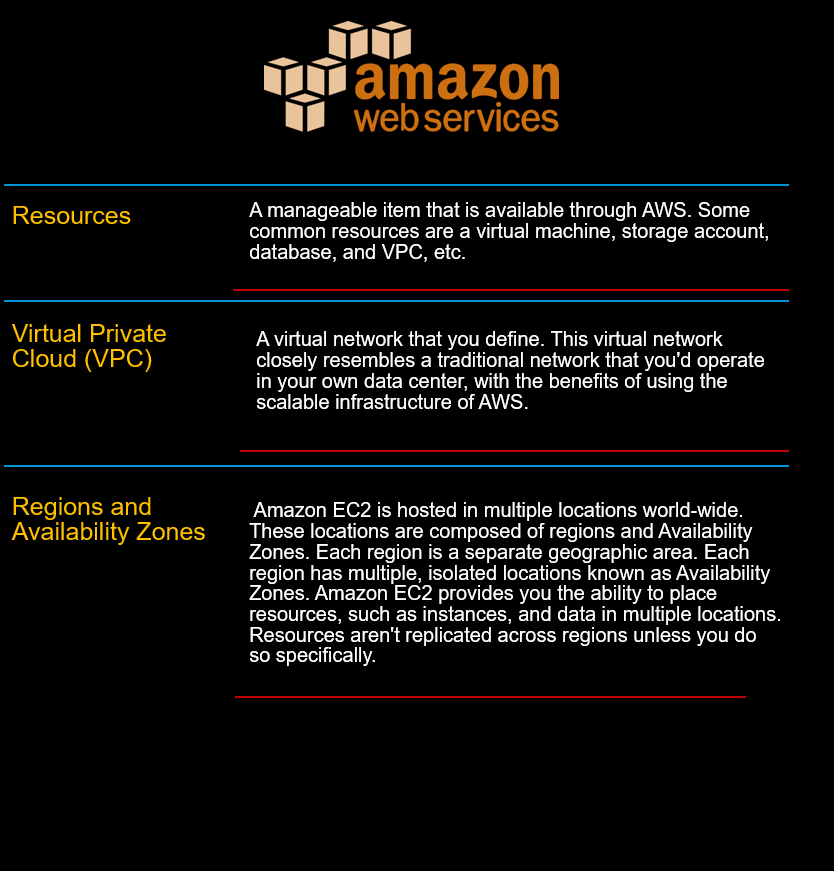 amazon
web services
Resources
A manageable item that is available through AWS. Some
common resources are a virtual machine, storage account,
database, and VPC, etc.
Virtual Private
Cloud (VPC)
A virtual network that you define. This virtual network
closely resembles a traditional network that you'd operate
in your own data center, with the benefits of using the
scalable infrastructure of AWS.
Regions and
Availability Zones
Amazon EC2 is hosted in multiple locations world-wide.
These locations are composed of regions and Availability
Zones. Each region is a separate geographic area. Each
region has multiple, isolated locations known as Availability
Zones. Amazon EC2 provides you the ability to place
resources, such as instances, and data in multiple locations.
Resources aren't replicated across regions unless you do
so specifically.